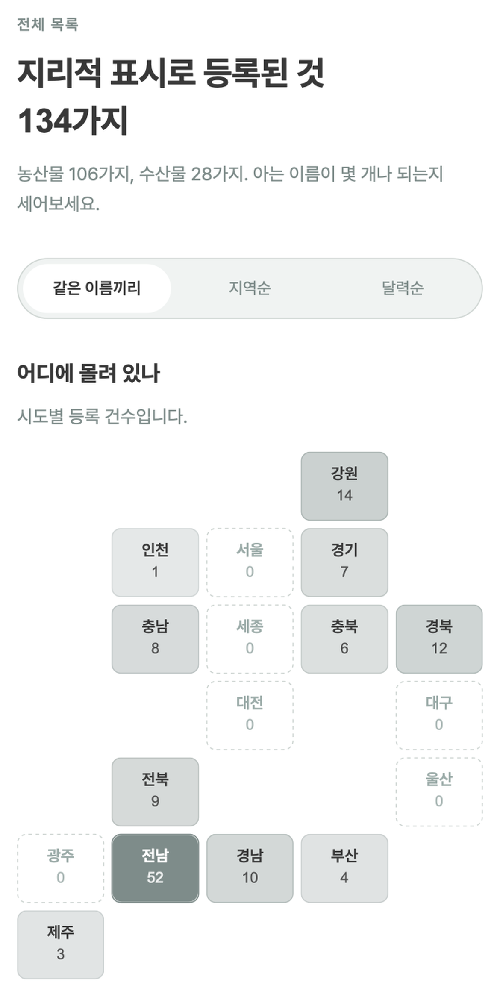 전체 목록
지리적 표시로 등록된 것
134가지
농산물 106가지, 수산물 28가지. 아는 이름이 몇 개나 되는지
세어보세요.
같은 이름끼리 지역순 달력순
어디에 몰려 있나
시도별 등록 건수입니다.
강원
14
인천 서울 경기
1 0 7
충남 세종 충북 경북
8 0 6 12
대전 대구
0 0
전북 울산
9 0
광주 전남 경남 부산
0 52 10 4
제주
3